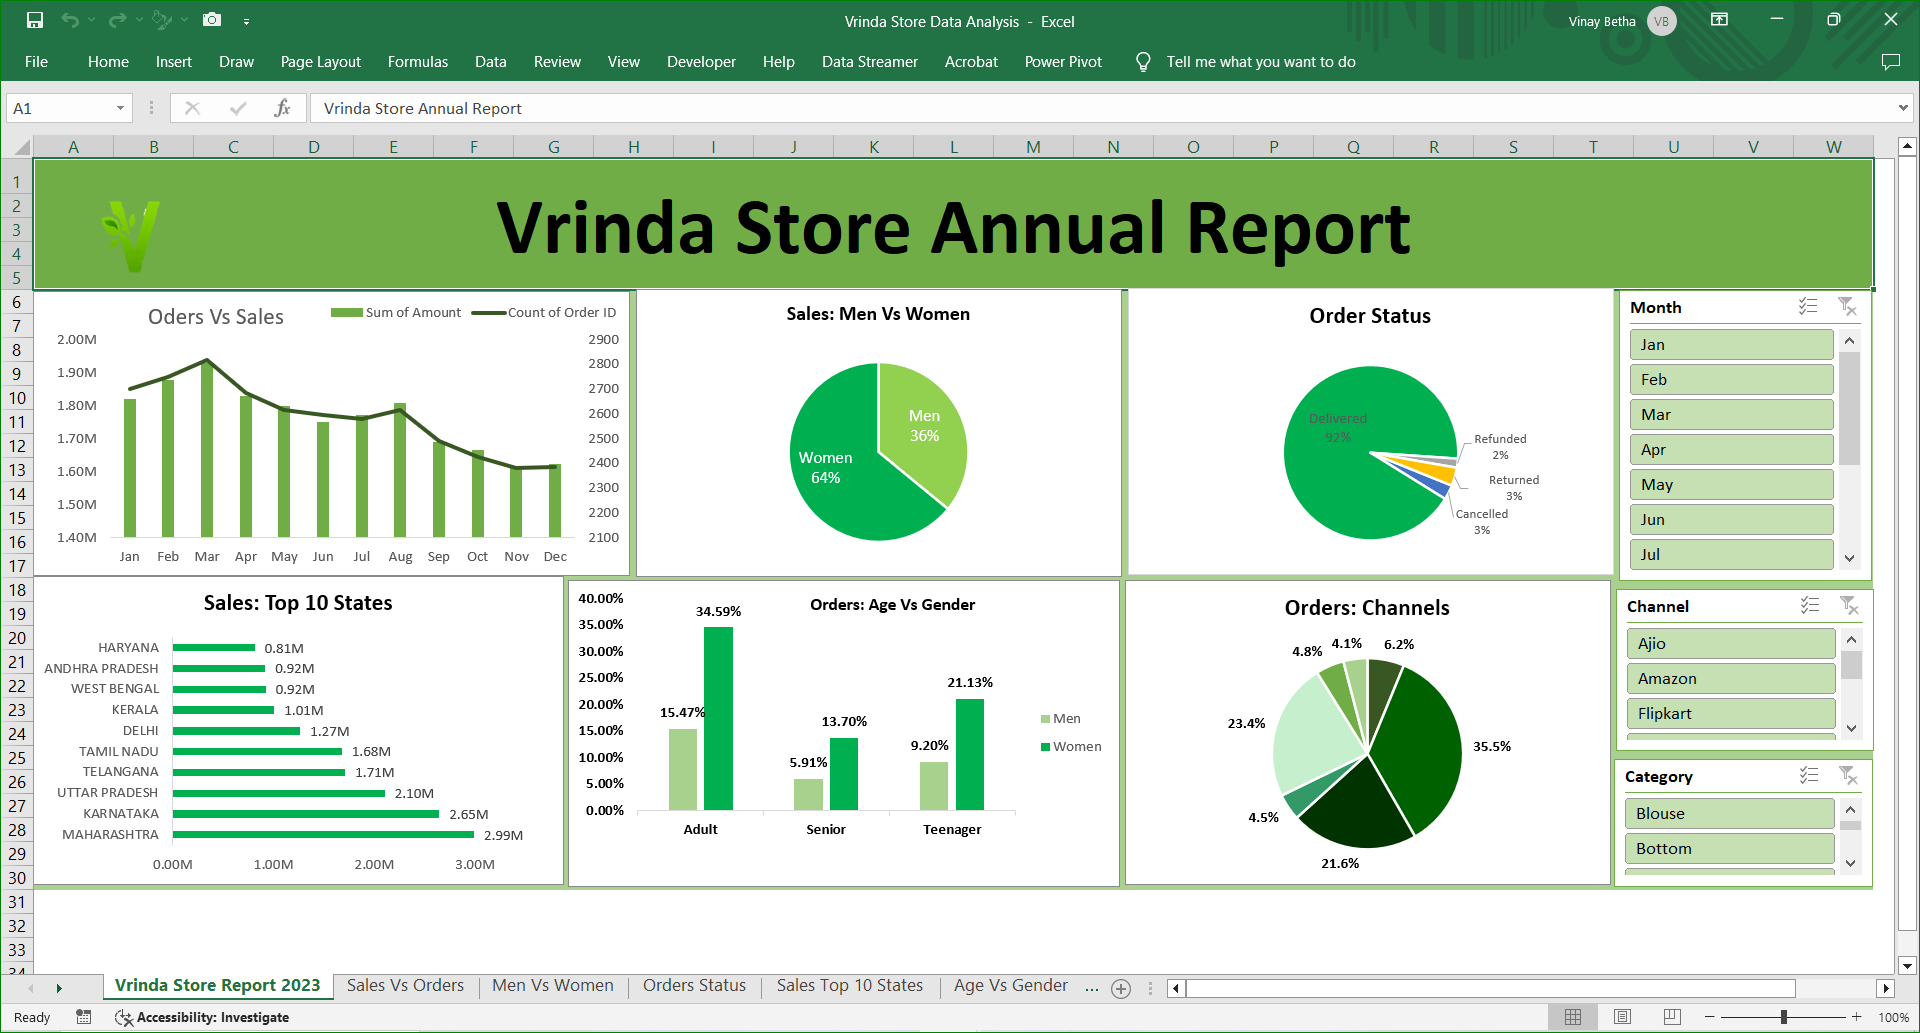 Vrinda Store Data Analysis - Excel
Vinay Betha VB
File Home Insert Draw Page Layout Formulas Data Review View Developer Help Data Streamer Acrobat Power Pivot Tell me what you want to do
A1 fx Vrinda Store Annual Report
A B C D E F G H I J K L M N O P Q R S T U V W
1
2
3
4
5
6
7
8
9
10
11
12
13
14
15
16
17
18
19
20
21
22
23
24
25
26
27
28
29
30
31
32
33
34
Vrinda Store Annual Report
Oders Vs Sales
Sum of Amount Count of Order ID
2.00M
1.90M
1.80M
1.70M
1.60M
1.50M
1.40M
2900
2800
2700
2600
2500
2400
2300
2200
2100
Jan Feb Mar Apr May Jun Jul Aug Sep Oct Nov Dec
Sales: Men Vs Women
Men
36%
Women
64%
Order Status
Delivered
92%
Refunded
2%
Returned
3%
Cancelled
3%
Month
Jan
Feb
Mar
Apr
May
Jun
Jul
Sales: Top 10 States
HARYANA 0.81M
ANDHRA PRADESH 0.92M
WEST BENGAL 0.92M
KERALA 1.01M
DELHI 1.27M
TAMIL NADU 1.68M
TELANGANA 1.71M
UTTAR PRADESH 2.10M
KARNATAKA 2.65M
MAHARASHTRA 2.99M
0.00M 1.00M 2.00M 3.00M
Orders: Age Vs Gender
40.00%
35.00%
30.00%
25.00%
20.00%
15.00%
10.00%
5.00%
0.00%
15.47% 34.59%
5.91% 13.70%
9.20% 21.13%
Adult Senior Teenager
Men
Women
Orders: Channels
6.2%
35.5%
21.6%
4.5%
23.4%
4.8%
4.1%
Channel
Ajio
Amazon
Flipkart
Category
Blouse
Bottom
Vrinda Store Report 2023 Sales Vs Orders Men Vs Women Orders Status Sales Top 10 States Age Vs Gender ...
Ready Accessibility: Investigate 100%